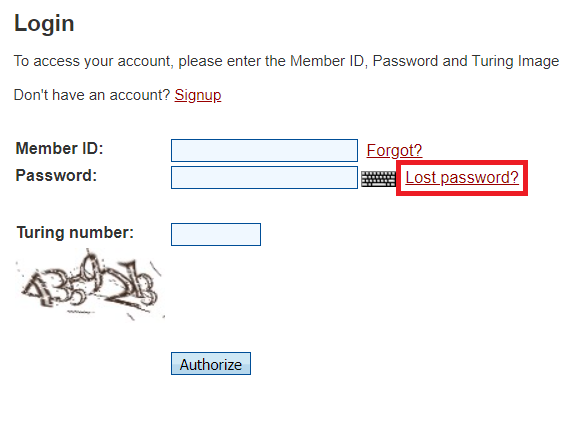 Login
To access your account, please enter the Member ID, Password and Turing Image
Don't have an account? Signup
Member ID: Forgot?
Password: Lost password?
Turing number:
Authorize